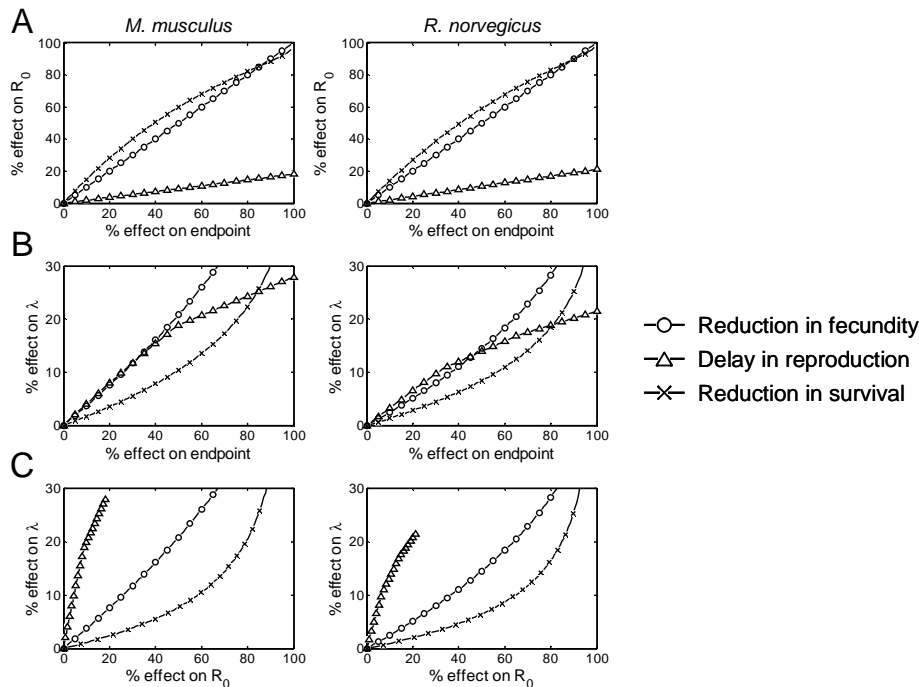 A
M. musculus
R. norvegicus
% effect on R0
100
80
60
40
20
0
0 20 40 60 80 100
% effect on endpoint
% effect on R0
100
80
60
40
20
0
0 20 40 60 80 100
% effect on endpoint
B
% effect on λ
30
20
10
0
0 20 40 60 80 100
% effect on endpoint
% effect on λ
30
20
10
0
0 20 40 60 80 100
% effect on endpoint
Reduction in fecundity
Delay in reproduction
Reduction in survival
C
% effect on λ
30
20
10
0
0 20 40 60 80 100
% effect on R0
% effect on λ
30
20
10
0
0 20 40 60 80 100
% effect on R0